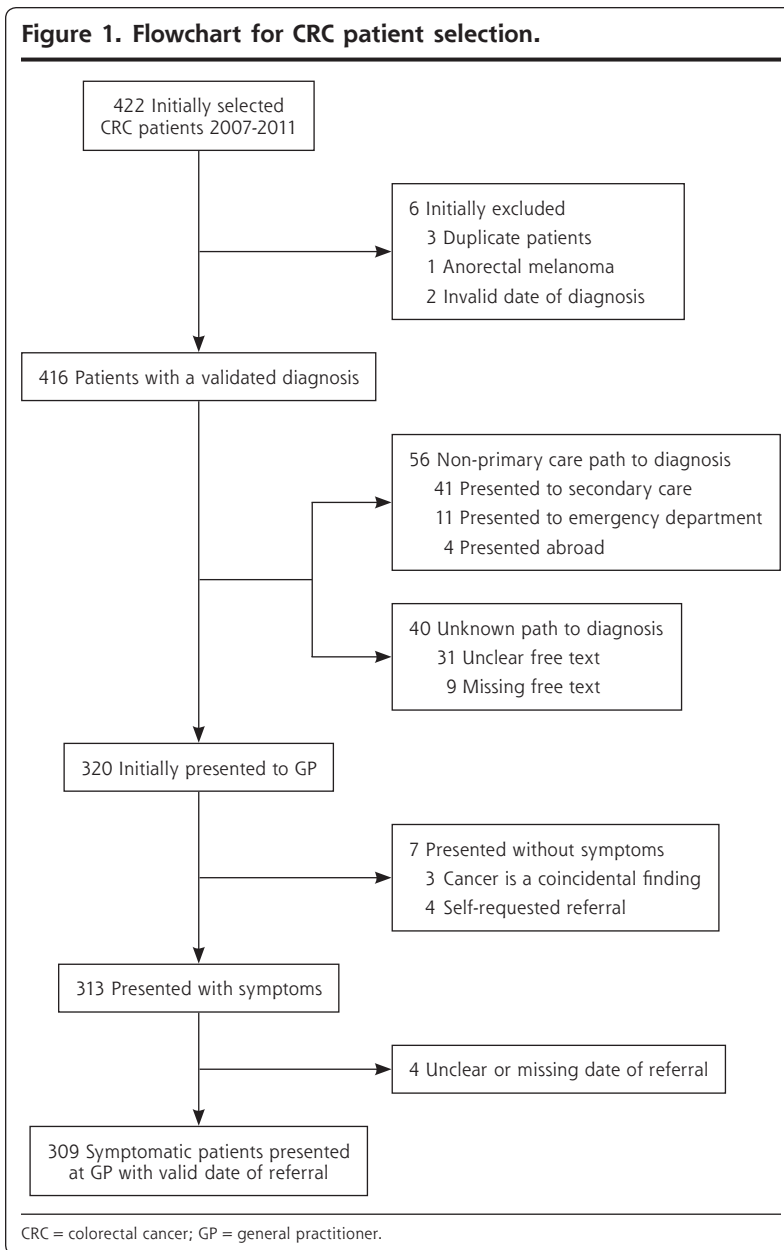 Figure 1. Flowchart for CRC patient selection.
422 Initially selected
CRC patients 2007-2011
6 Initially excluded
3 Duplicate patients
1 Anorectal melanoma
2 Invalid date of diagnosis
416 Patients with a validated diagnosis
56 Non-primary care path to diagnosis
41 Presented to secondary care
11 Presented to emergency department
4 Presented abroad
40 Unknown path to diagnosis
31 Unclear free text
9 Missing free text
320 Initially presented to GP
7 Presented without symptoms
3 Cancer is a coincidental finding
4 Self-requested referral
313 Presented with symptoms
4 Unclear or missing date of referral
309 Symptomatic patients presented
at GP with valid date of referral
CRC = colorectal cancer; GP = general practitioner.